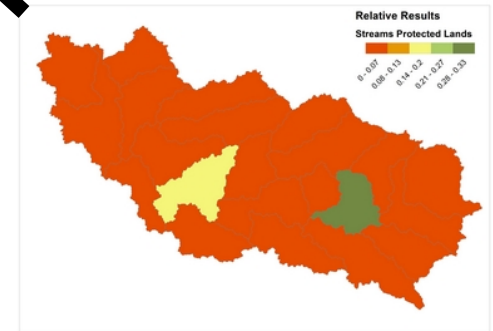 Relative Results
Streams Protected Lands
0 - 0.07
0.08 - 0.13
0.14 - 0.2
0.21 - 0.27
0.28 - 0.33